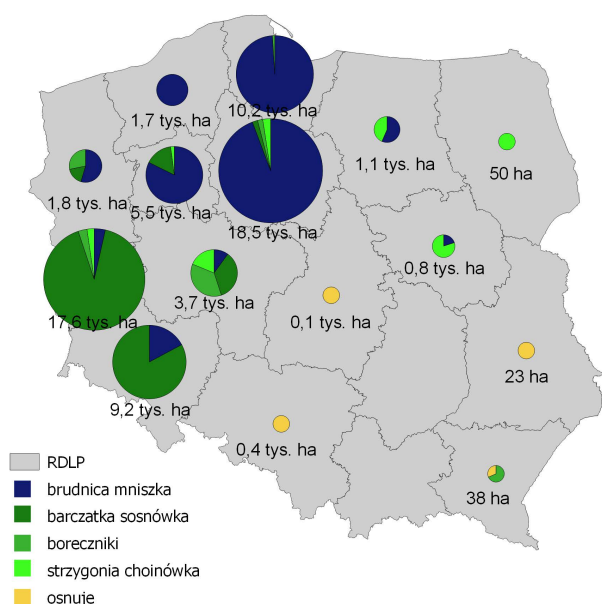 10,2 tys. ha
1,7 tys. ha
1,1 tys. ha
50 ha
1,8 tys. ha
5,5 tys. ha
18,5 tys. ha
0,8 tys. ha
17,6 tys. ha
3,7 tys. ha
0,1 tys. ha
23 ha
9,2 tys. ha
0,4 tys. ha
38 ha
RDLP
brudnica mniszka
barczatka sosnówka
boreczniki
strzygonia choinówka
osnuje